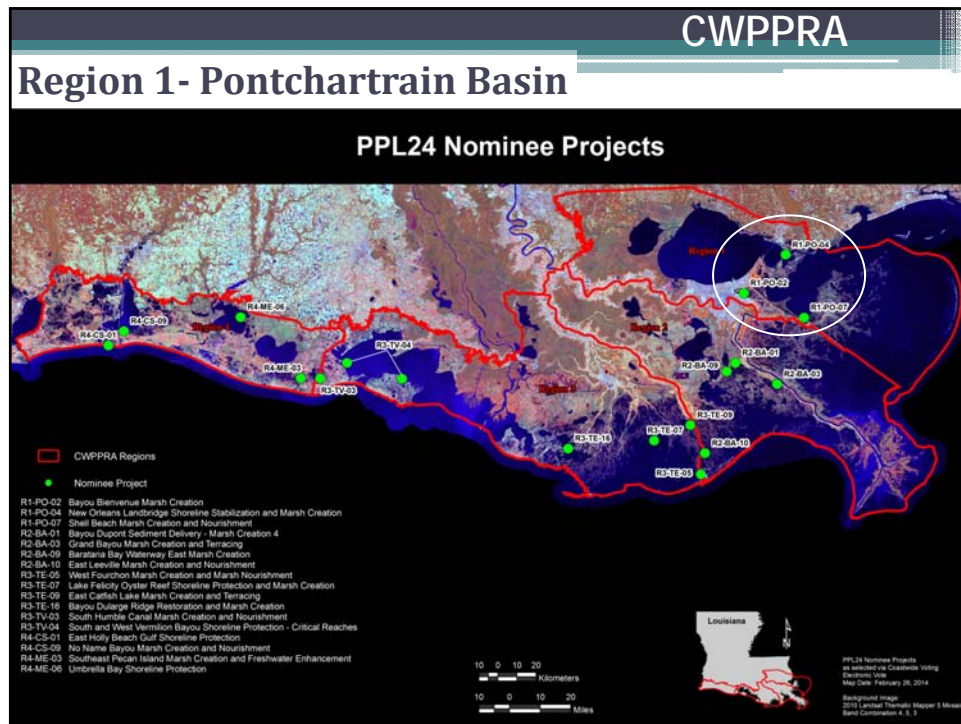 CWPPRA
Region 1- Pontchartrain Basin
PPL24 Nominee Projects
Region 1
R1-PO-04
R1-PO-02
R1-PO-07
R4-ME-06
R4-CS-09
R4-CS-01
Region 4
Region 2
R3-TV-04
R2-BA-01
R2-BA-09
R4-ME-03
R3-TV-03
R2-BA-03
Region 3
R3-TE-09
R3-TE-16
R3-TE-07
R2-BA-10
R3-TE-05
CWPPRA Regions
Nominee Project
R1-PO-02 Bayou Bienvenue Marsh Creation
R1-PO-04 New Orleans Landbridge Shoreline Stabilization and Marsh Creation
R1-PO-07 Shell Beach Marsh Creation and Nourishment
R2-BA-01 Bayou Dupont Sediment Delivery - Marsh Creation 4
R2-BA-03 Grand Bayou Marsh Creation and Terracing
R2-BA-09 Barataria Bay Waterway East Marsh Creation
R2-BA-10 East Leeville Marsh Creation and Nourishment
R3-TE-05 West Fourchon Marsh Creation and Marsh Nourishment
R3-TE-07 Lake Felicity Oyster Reef Shoreline Protection and Marsh Creation
R3-TE-09 East Catfish Lake Marsh Creation and Terracing
R3-TE-16 Bayou Dularge Ridge Restoration and Marsh Creation
R3-TV-03 South Humble Canal Marsh Creation and Nourishment
R3-TV-04 South and West Vermilion Bayou Shoreline Protection - Critical Reaches
R4-CS-01 East Holly Beach Gulf Shoreline Protection
R4-CS-09 No Name Bayou Marsh Creation and Nourishment
R4-ME-03 Southeast Pecan Island Marsh Creation and Freshwater Enhancement
R4-ME-06 Umbrella Bay Shoreline Protection
10 0 10 20
Kilometers
10 0 10 20
Miles
Louisiana
N
PPL24 Nominee Projects
as selected via Coastwide Voting
Electronic Vote
Map Date: February 26, 2014
Background Image:
2010 Landsat Thematic Mapper 5 Mosaic
Band Combination 4, 5, 3